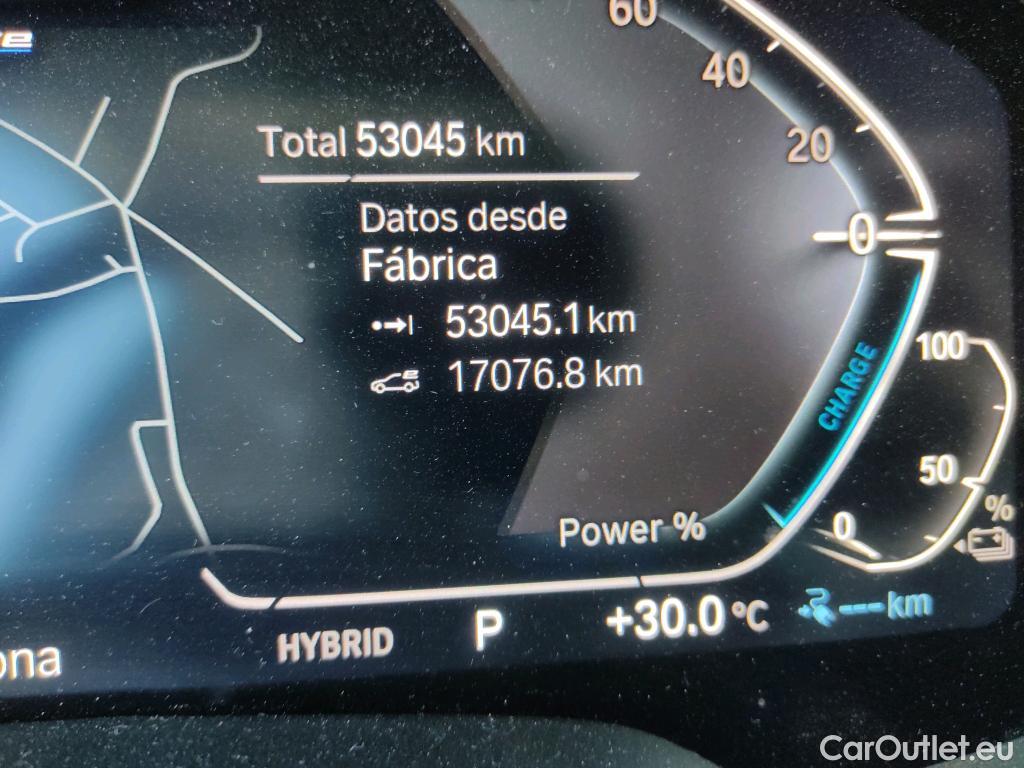 60
40
Total 53045 km
20
Datos desde
Fábrica
0
53045.1 km
17076.8 km
CHARGE
100
50
Power %
0
%
HYBRID
P
+30.0 °C
--- km
CarOutlet.eu